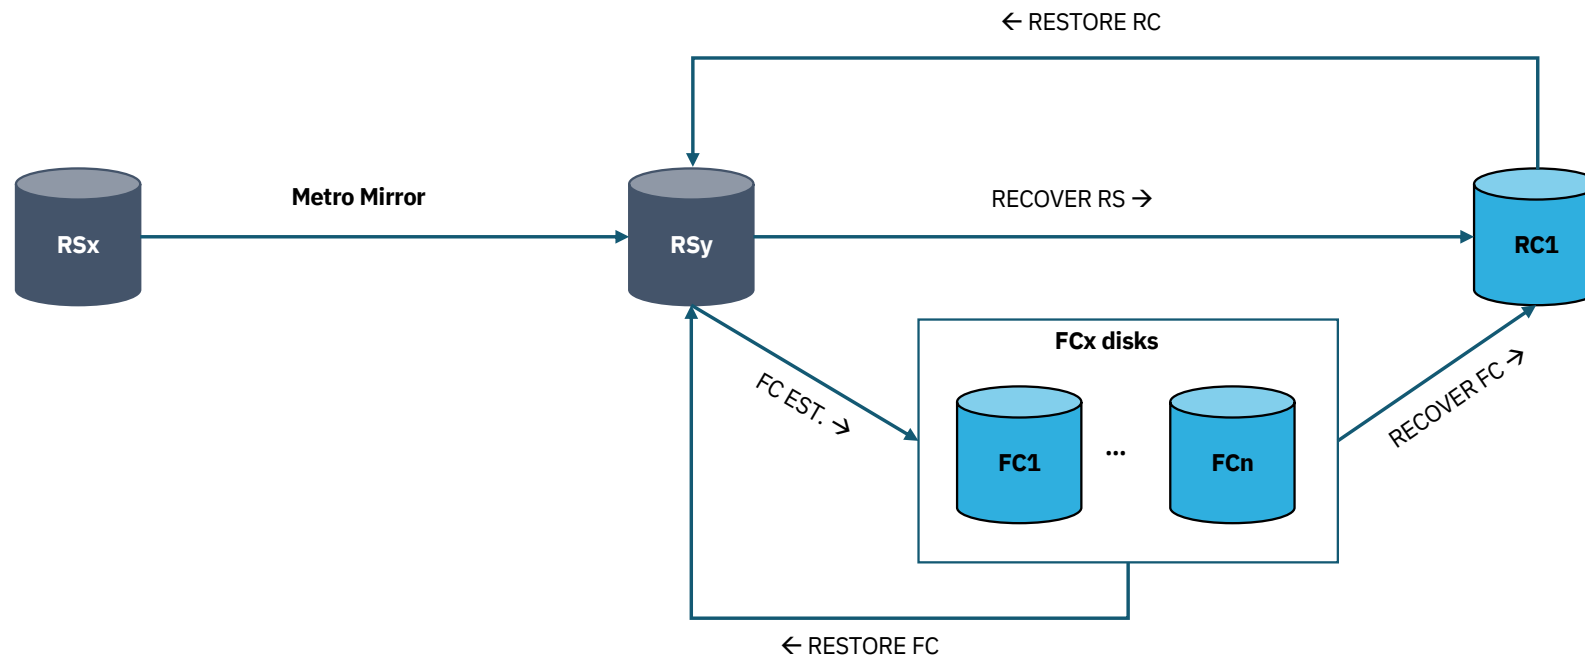 ← RESTORE RC
Metro Mirror
RECOVER RS →
RSx
RSy
RC1
FCx disks
FC EST. →
RECOVER FC →
FC1
...
FCn
← RESTORE FC